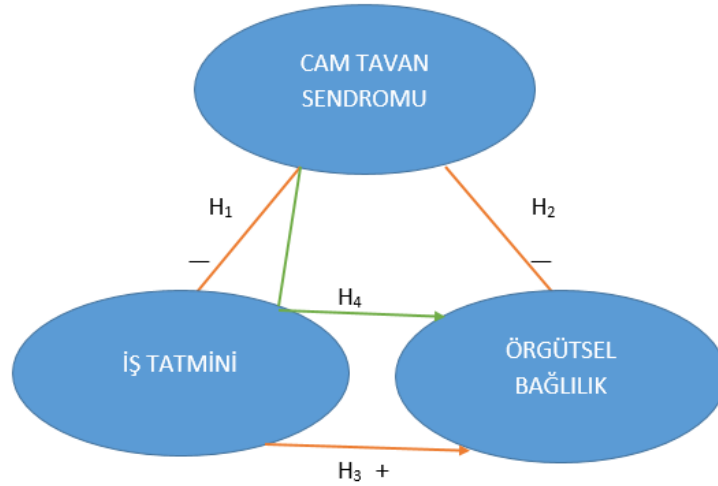 CAM TAVAN
SENDROMU
H₁
H₂
—
—
H₄
İŞ TATMİNİ
ÖRGÜTSEL
BAĞLILIK
H₃ +